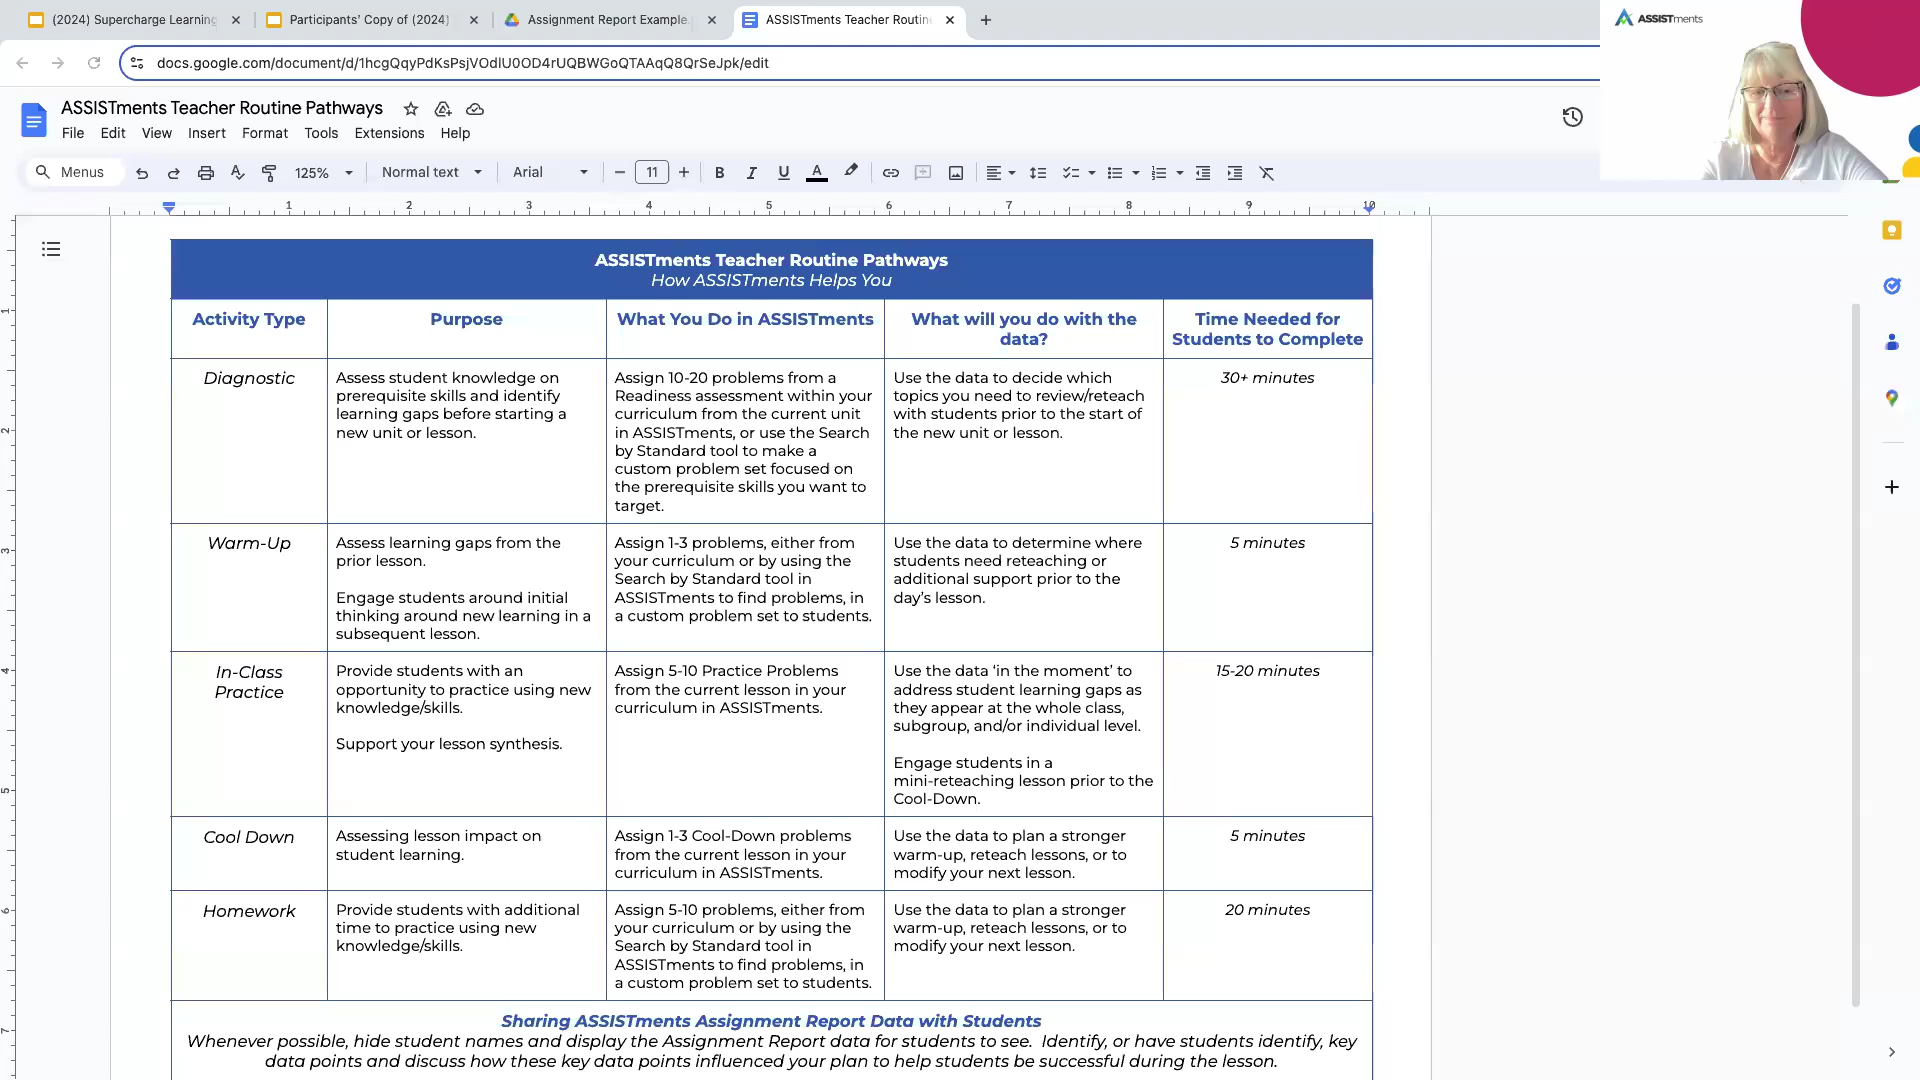 (2024) Supercharge Learning
Participants' Copy of (2024)
Assignment Report Example.
ASSISTments Teacher Routin
ASSISTments
docs.google.com/document/d/1hcgQqyPdKsPsjVOdlU0OD4rUQBWGoQTAAqQ8QrSeJpk/edit
ASSISTments Teacher Routine Pathways
File Edit View Insert Format Tools Extensions Help
Menus 125% Normal text Arial 11
1 2 3 4 5 6 7 8 9 10
ASSISTments Teacher Routine Pathways
How ASSISTments Helps You
Activity Type
Purpose
What You Do in ASSISTments
What will you do with the
data?
Time Needed for
Students to Complete
Diagnostic
Assess student knowledge on
prerequisite skills and identify
learning gaps before starting a
new unit or lesson.
Assign 10-20 problems from a
Readiness assessment within your
curriculum from the current unit
in ASSISTments, or use the Search
by Standard tool to make a
custom problem set focused on
the prerequisite skills you want to
target.
Use the data to decide which
topics you need to review/reteach
with students prior to the start of
the new unit or lesson.
30+ minutes
Warm-Up
Assess learning gaps from the
prior lesson.
Engage students around initial
thinking around new learning in a
subsequent lesson.
Assign 1-3 problems, either from
your curriculum or by using the
Search by Standard tool in
ASSISTments to find problems, in
a custom problem set to students.
Use the data to determine where
students need reteaching or
additional support prior to the
day's lesson.
5 minutes
In-Class
Practice
Provide students with an
opportunity to practice using new
knowledge/skills.
Support your lesson synthesis.
Assign 5-10 Practice Problems
from the current lesson in your
curriculum in ASSISTments.
Use the data ‘in the moment’ to
address student learning gaps as
they appear at the whole class,
subgroup, and/or individual level.
Engage students in a
mini-reteaching lesson prior to the
Cool-Down.
15-20 minutes
Cool Down
Assessing lesson impact on
student learning.
Assign 1-3 Cool-Down problems
from the current lesson in your
curriculum in ASSISTments.
Use the data to plan a stronger
warm-up, reteach lessons, or to
modify your next lesson.
5 minutes
Homework
Provide students with additional
time to practice using new
knowledge/skills.
Assign 5-10 problems, either from
your curriculum or by using the
Search by Standard tool in
ASSISTments to find problems, in
a custom problem set to students.
Use the data to plan a stronger
warm-up, reteach lessons, or to
modify your next lesson.
20 minutes
Sharing ASSISTments Assignment Report Data with Students
Whenever possible, hide student names and display the Assignment Report data for students to see. Identify, or have students identify, key
data points and discuss how these key data points influenced your plan to help students be successful during the lesson.
1
2
3
4
5
6
7